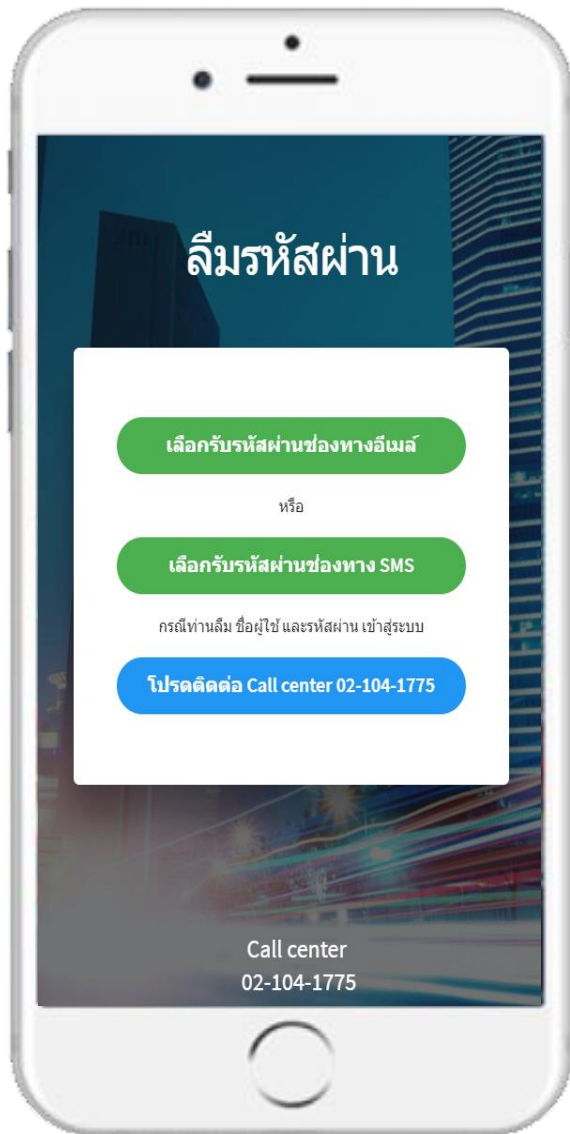 ลืมรหัสผ่าน
เลือกรับรหัสผ่านช่องทางอีเมล์
หรือ
เลือกรับรหัสผ่านช่องทาง SMS
กรณีท่านลืม ชื่อผู้ใช้ และรหัสผ่าน เข้าสู่ระบบ
โปรดติดต่อ Call center 02-104-1775
Call center
02-104-1775